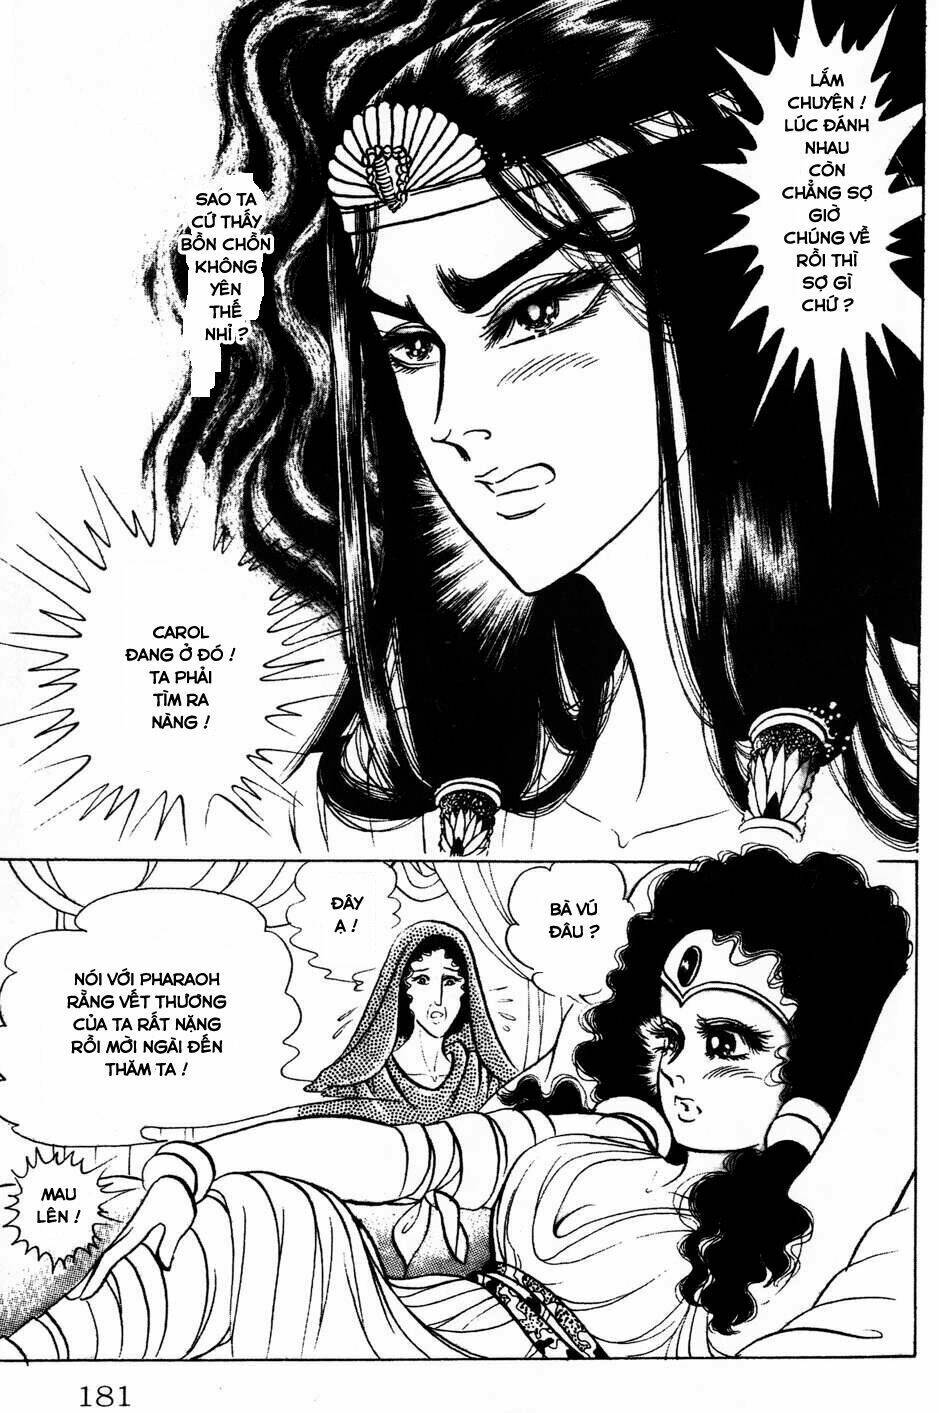 LẮM
CHUYỆN !
LÚC ĐÁNH
NHAU
CÒN
CHẲNG SỢ
GIỜ
CHÚNG VỀ
RỒI THÌ
SỢ GÌ
CHỨ ?
SAO TA
CỨ THẤY
BỒN CHỒN
KHÔNG
YÊN
THẾ
NHỈ ?
CAROL
ĐANG Ở ĐÓ !
TA PHẢI
TÌM RA
NÀNG !
BÀ VÚ
ĐÂU ?
ĐÂY
Ạ !
NÓI VỚI PHARAOH
RẰNG VẾT THƯƠNG
CỦA TA RẤT NẶNG
RỒI MỜI NGÀI ĐẾN
THĂM TA !
MAU
LÊN !
181